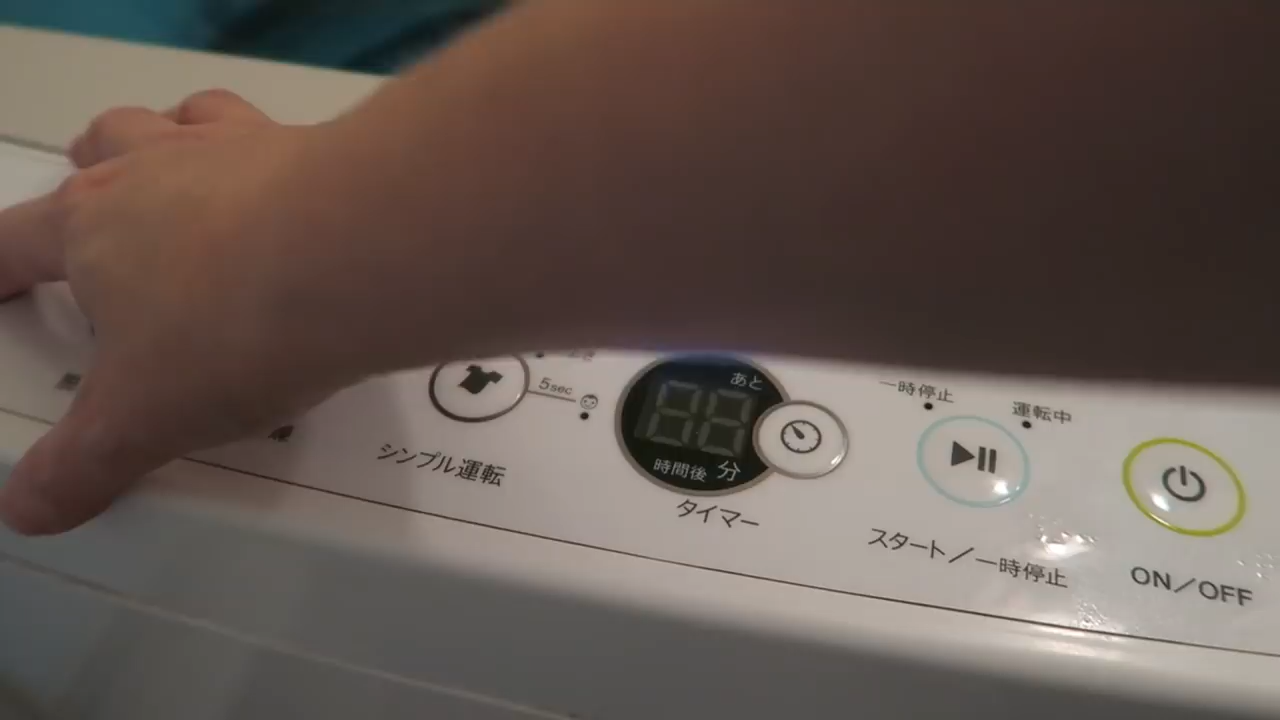 5sec
シンプル運転
あと
88
時間後 分
タイマー
一時停止
運転中
スタート/一時停止
ON/OFF